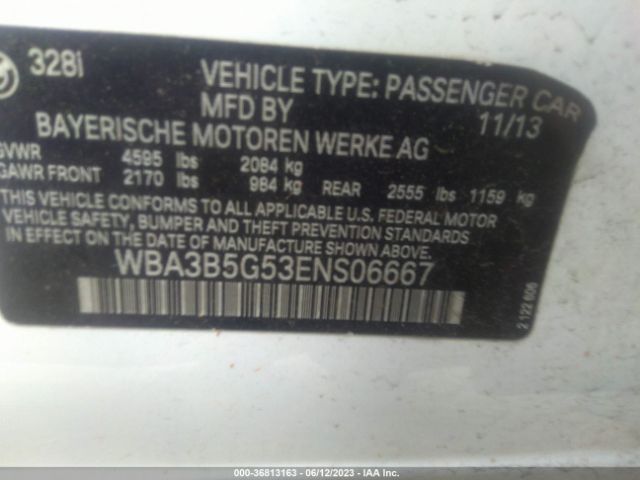 328i VEHICLE TYPE: PASSENGER CAR
MFD BY 11/13
BAYERISCHE MOTOREN WERKE AG
GVWR 4595 lbs 2084 kg
GAWR FRONT 2170 lbs 984 kg REAR 2555 lbs 1159 kg
THIS VEHICLE CONFORMS TO ALL APPLICABLE U.S. FEDERAL MOTOR
VEHICLE SAFETY, BUMPER AND THEFT PREVENTION STANDARDS
IN EFFECT ON THE DATE OF MANUFACTURE SHOWN ABOVE.
WBA3B5G53ENS06667
2 122 606
© 000-36813163 - 06/12/2023 - IAA Inc.